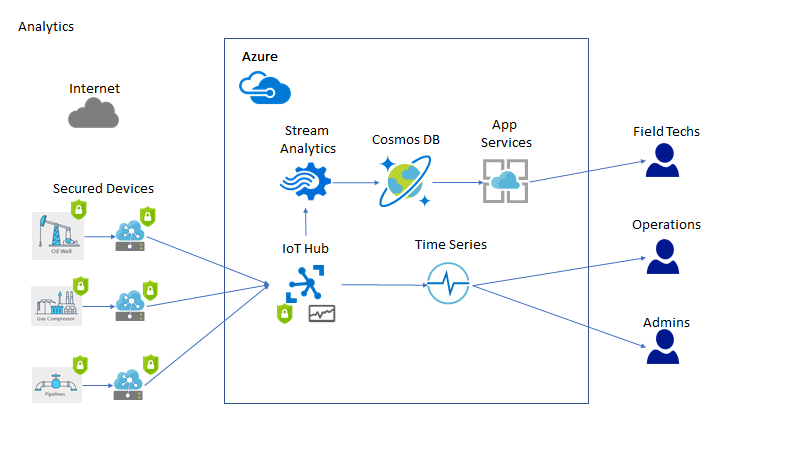 Analytics
Internet
Azure
Stream
Analytics
Cosmos DB
App
Services
Field Techs
Secured Devices
Oil Well
IoT Hub
Time Series
Operations
Gas Compressor
Admins
Pipelines